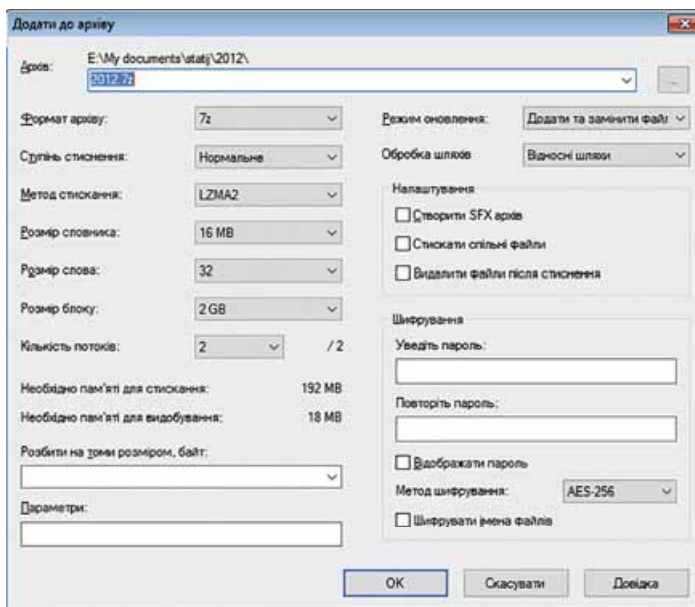 Додати до архіву
Архів:
E:\My documents\statij\2012\
2012.7z
...
Формат архіву:
7z
Ступінь стиснення:
Нормальне
Метод стискання:
LZMA2
Розмір словника:
16 MB
Розмір слова:
32
Розмір блоку:
2 GB
Кількість потоків:
2
/ 2
Необхідно пам'яті для стискання:
192 MB
Необхідно пам'яті для видобування:
18 MB
Розбити на томи розміром, байт:
Параметри:
Режим оновлення:
Додати та замінити файл
Обробка шляхів
Відносні шляхи
Налаштування
Створити SFX архів
Стискати спільні файли
Видалити файли після стиснення
Шифрування
Уведіть пароль:
Повторіть пароль:
Відображати пароль
Метод шифрування:
AES-256
Шифрувати імена файлів
OK
Скасувати
Довідка